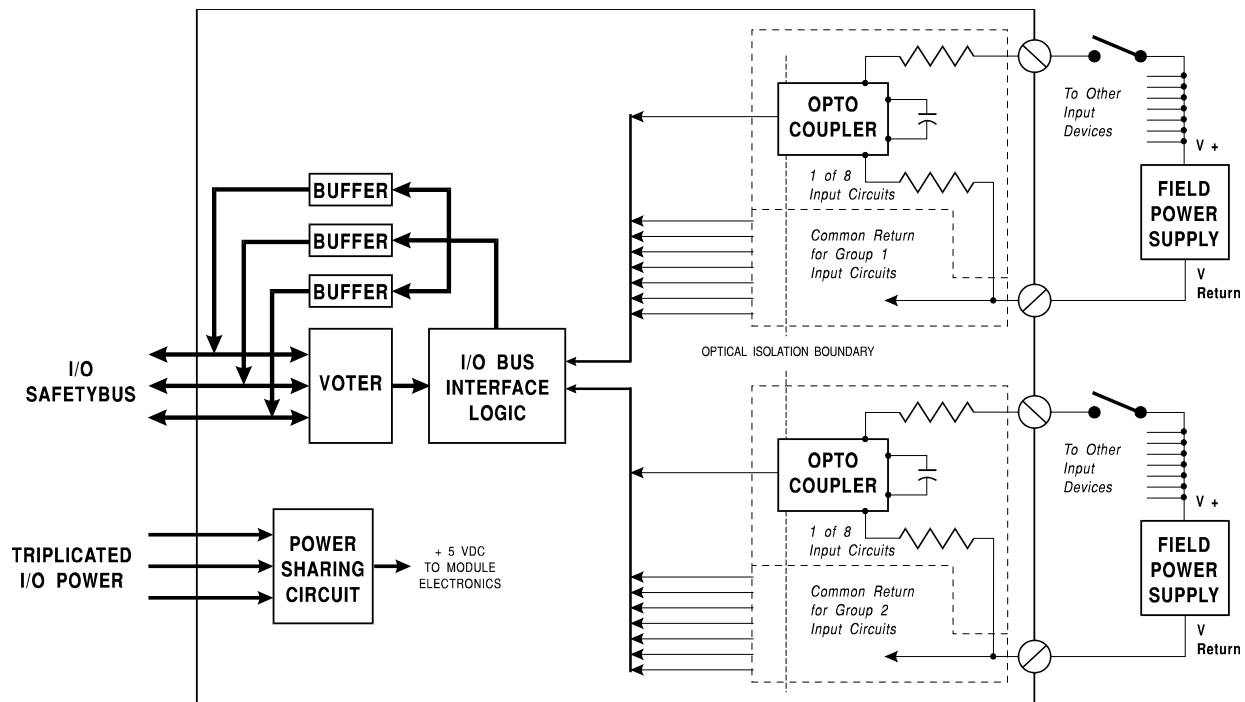 OPTO
COUPLER
To Other
Input
Devices
V +
1 of 8
Input Circuits
FIELD
POWER
SUPPLY
BUFFER
BUFFER
BUFFER
Common Return
for Group 1
Input Circuits
V
Return
I/O
SAFETYBUS
VOTER
I/O BUS
INTERFACE
LOGIC
OPTICAL ISOLATION BOUNDARY
OPTO
COUPLER
To Other
Input
Devices
V +
1 of 8
Input Circuits
FIELD
POWER
SUPPLY
TRIPLICATED
I/O POWER
POWER
SHARING
CIRCUIT
+ 5 VDC
TO MODULE
ELECTRONICS
Common Return
for Group 2
Input Circuits
V
Return